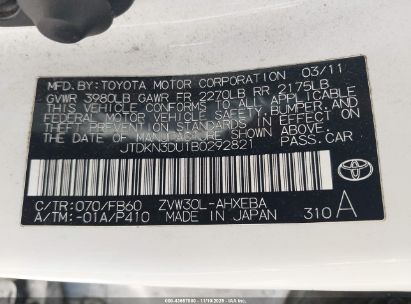 MFD.BY:TOYOTA MOTOR CORPORATION 03/11
GVWR 3980LB GAWR FR 2270LB RR 2175LB
THIS VEHICLE CONFORMS TO ALL APPLICABLE
FEDERAL MOTOR VEHICLE SAFETY, BUMPER, AND
THEFT PREVENTION STANDARDS IN EFFECT ON
THE DATE OF MANUFACTURE SHOWN ABOVE.
JTDKN3DU1B0292821 PASS.CAR
TOYOTA
C/TR:070/FB60 ZVW30L-AHXEBA
A/TM:-01A/P410 MADE IN JAPAN 310 A